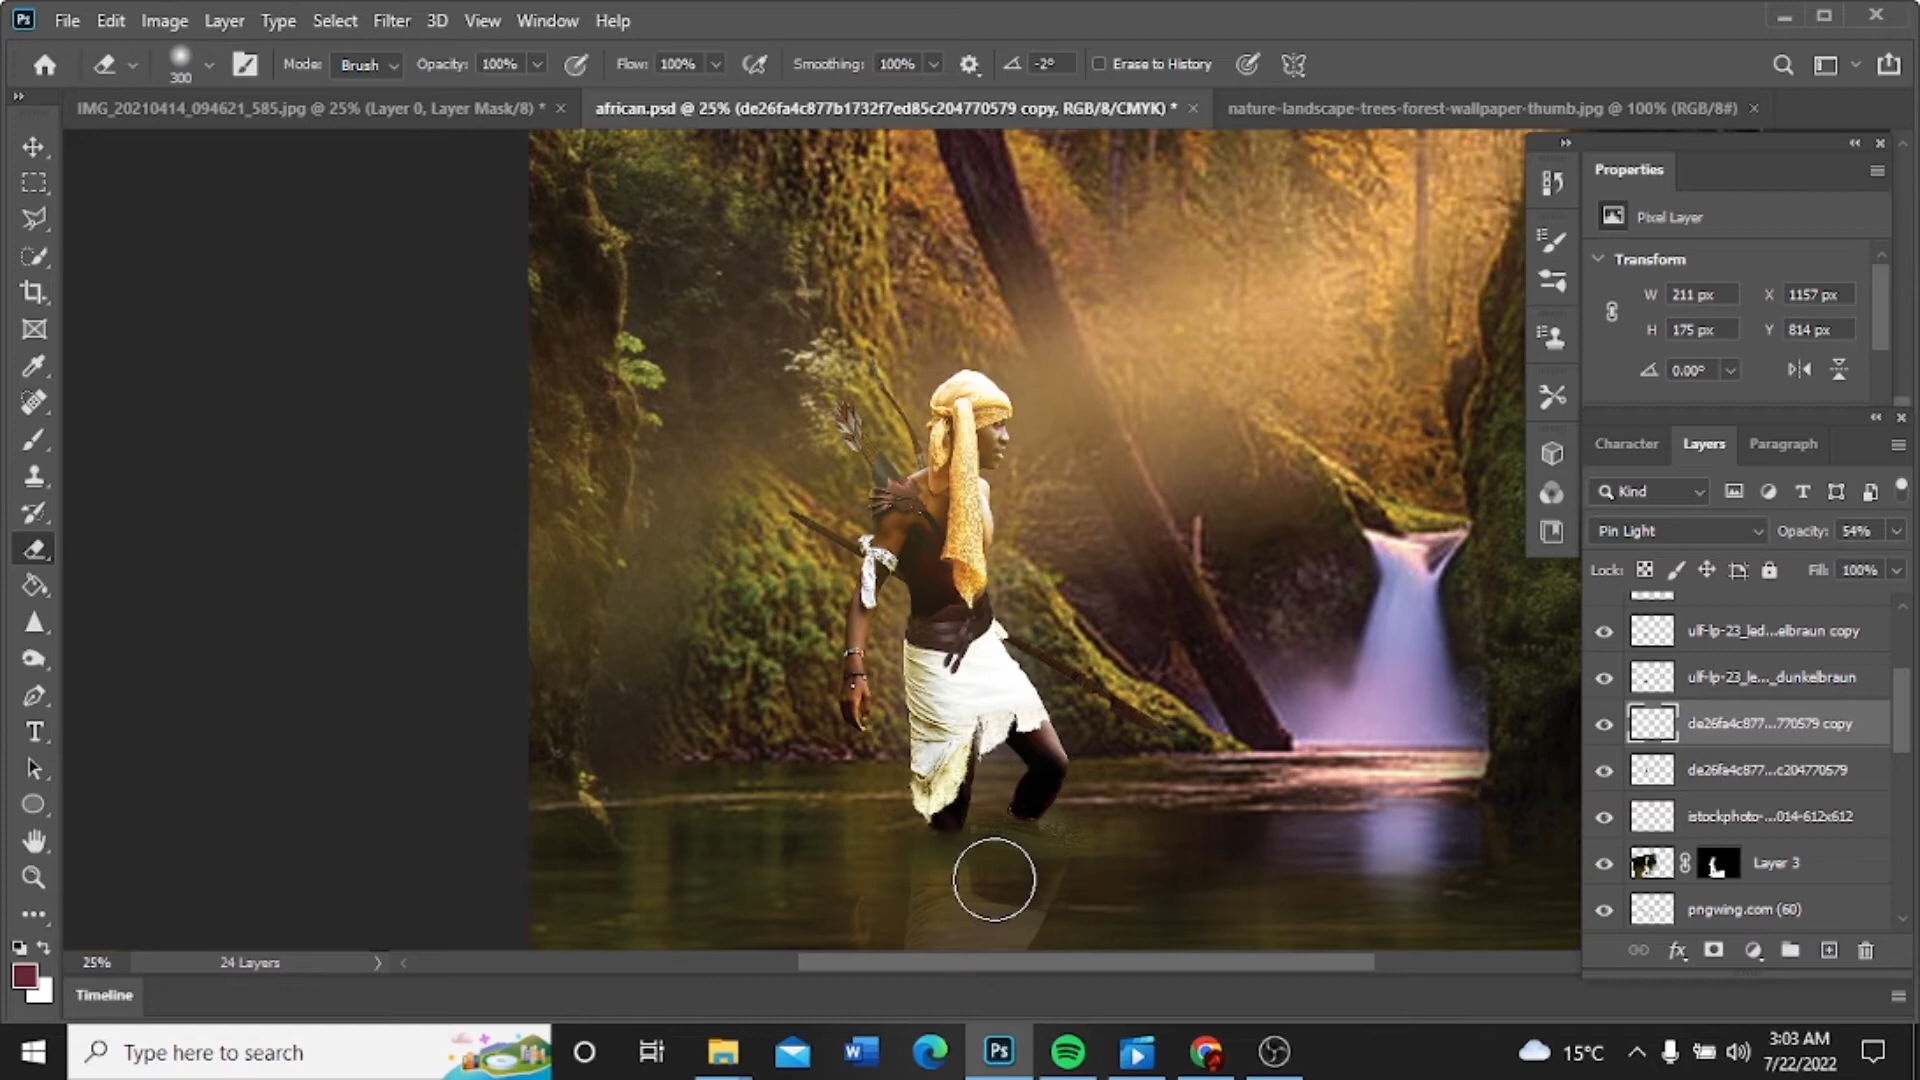 Ps File Edit Image Layer Type Select Filter 3D View Window Help
300 Mode: Brush Opacity: 100% Flow: 100% Smoothing: 100% -2° Erase to History
IMG_20210414_094621_585.jpg @ 25% (Layer 0, Layer Mask/8) * × african.psd @ 25% (de26fa4c877b1732f7ed85c204770579 copy, RGB/8/CMYK) * × nature-landscape-trees-forest-wallpaper-thumb.jpg @ 100% (RGB/8#) ×
Properties
Pixel Layer
Transform
W 211 px X 1157 px
H 175 px Y 814 px
0.00°
Character Layers Paragraph
Kind
Pin Light Opacity: 54%
Lock: Fill: 100%
ulf-lp-23_led...elbraun copy
ulf-lp-23_le..._dunkelbraun
de26fa4c877...770579 copy
de26fa4c877...c204770579
istockphoto-...014-612x612
Layer 3
pngwing.com (60)
25% 24 Layers
Timeline
Type here to search
15°C
3:03 AM
7/22/2022